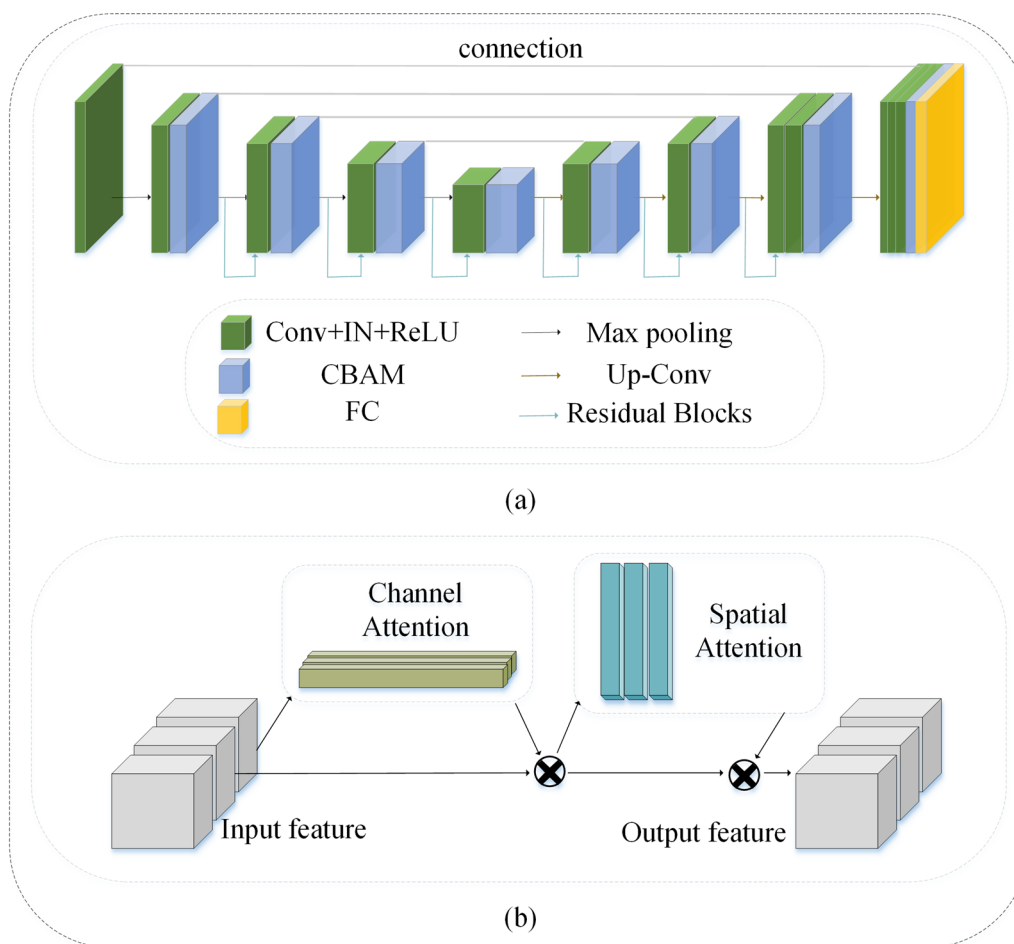 connection
Conv+IN+ReLU
Max pooling
CBAM
Up-Conv
FC
Residual Blocks
(a)
Channel
Attention
Spatial
Attention
Input feature
Output feature
(b)